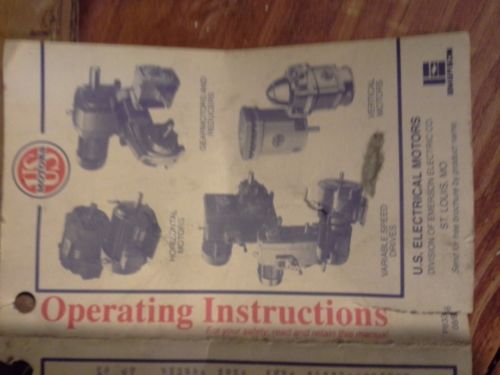 US
MOTORS
GEARMOTORS AND
REDUCERS
VERTICAL
MOTORS
HORIZONTAL
MOTORS
VARIABLE SPEED
DRIVES
EMERSON
U.S. ELECTRICAL MOTORS
DIVISION OF EMERSON ELECTRIC CO.
ST. LOUIS, MO
Send for free brochure by product name.
Operating Instructions
For your safety, read and retain this manual.